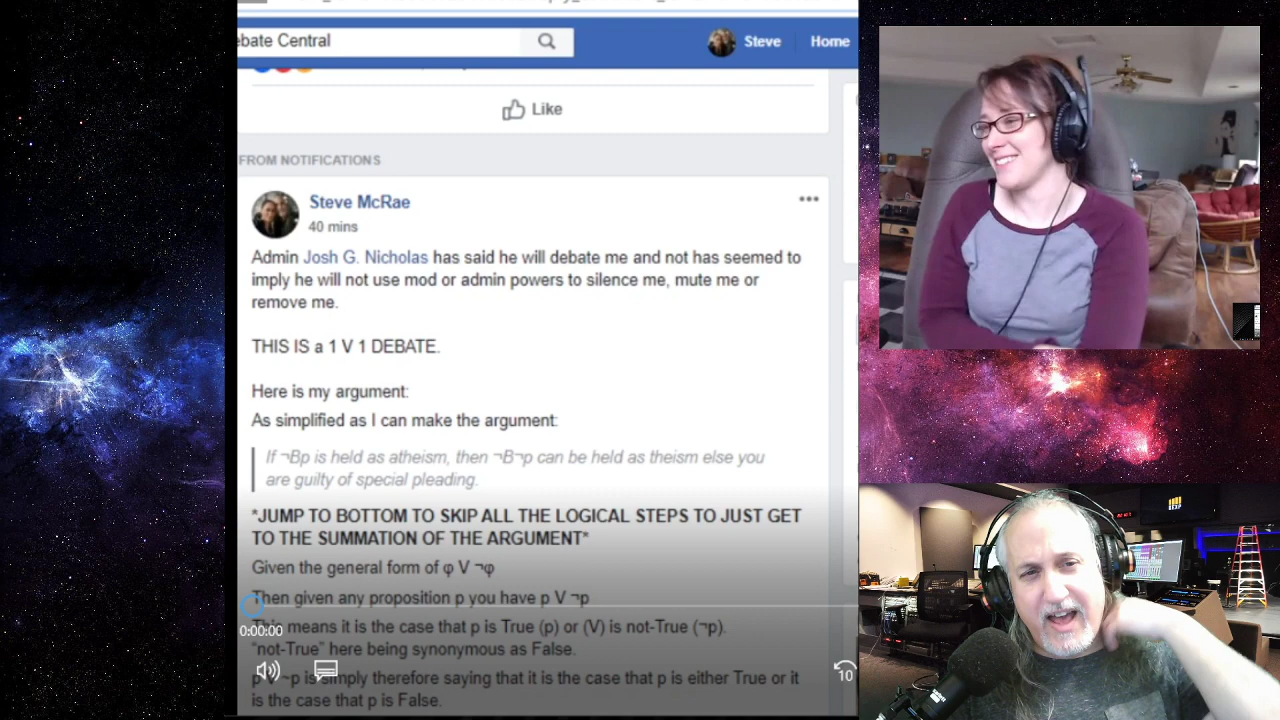 ebate Central
Steve
Home
Like
FROM NOTIFICATIONS
Steve McRae
40 mins
Admin Josh G. Nicholas has said he will debate me and not has seemed to
imply he will not use mod or admin powers to silence me, mute me or
remove me.
THIS IS a 1 V 1 DEBATE.
Here is my argument:
As simplified as I can make the argument:
If ¬Bp is held as atheism, then ¬B¬p can be held as theism else you
are guilty of special pleading.
*JUMP TO BOTTOM TO SKIP ALL THE LOGICAL STEPS TO JUST GET
TO THE SUMMATION OF THE ARGUMENT*
Given the general form of φ V ¬φ
Then given any proposition p you have p V ¬p
This means it is the case that p is True (p) or (V) is not-True (¬p).
0:00:00
"not-True" here being synonymous as False.
p ¬p is simply therefore saying that it is the case that p is either True or it
is the case that p is False.
10